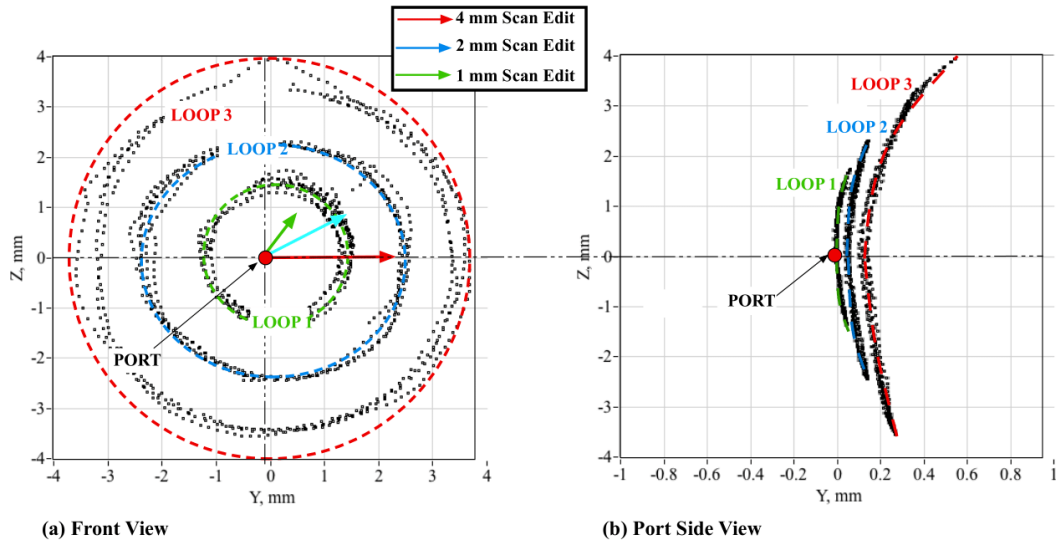 4 mm Scan Edit
2 mm Scan Edit
1 mm Scan Edit
4
3
2
1
0
-1
-2
-3
-4
Z, mm
LOOP 3
LOOP 2
LOOP 1
PORT
-4
-3
-2
-1
0
1
2
3
4
Y, mm
(a) Front View
4
3
2
1
0
-1
-2
-3
-4
Z, mm
LOOP 3
LOOP 2
LOOP 1
PORT
-1
-0.8
-0.6
-0.4
-0.2
0
0.2
0.4
0.6
0.8
1
Y, mm
(b) Port Side View